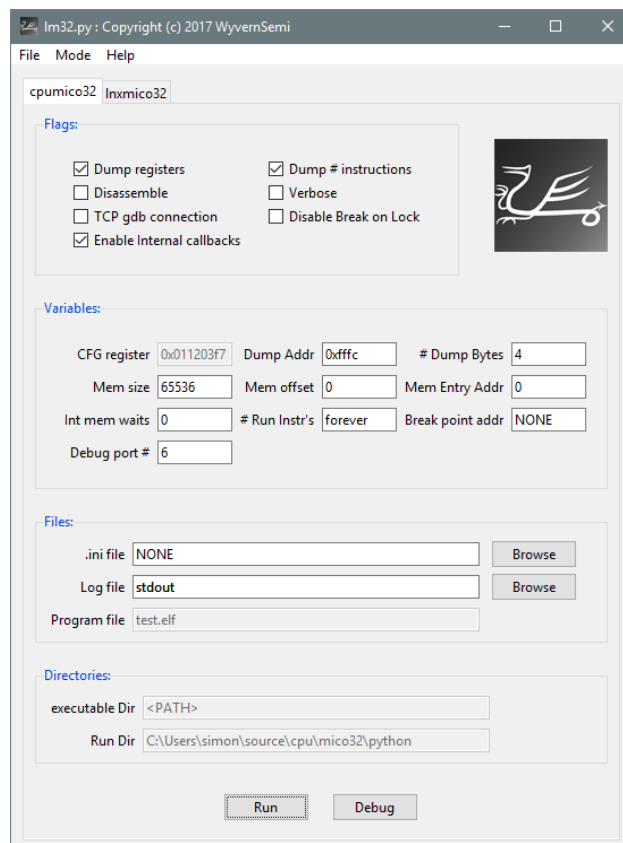 lm32.py : Copyright (c) 2017 WyvernSemi
File Mode Help
cpumico32 lnxmico32
Flags:
Dump registers Dump # instructions
Disassemble Verbose
TCP gdb connection Disable Break on Lock
Enable Internal callbacks
Variables:
CFG register 0x011203f7 Dump Addr 0xfffc # Dump Bytes 4
Mem size 65536 Mem offset 0 Mem Entry Addr 0
Int mem waits 0 # Run Instr's forever Break point addr NONE
Debug port # 6
Files:
.ini file NONE Browse
Log file stdout Browse
Program file test.elf
Directories:
executable Dir <PATH>
Run Dir C:\Users\simon\source\cpu\mico32\python
Run Debug